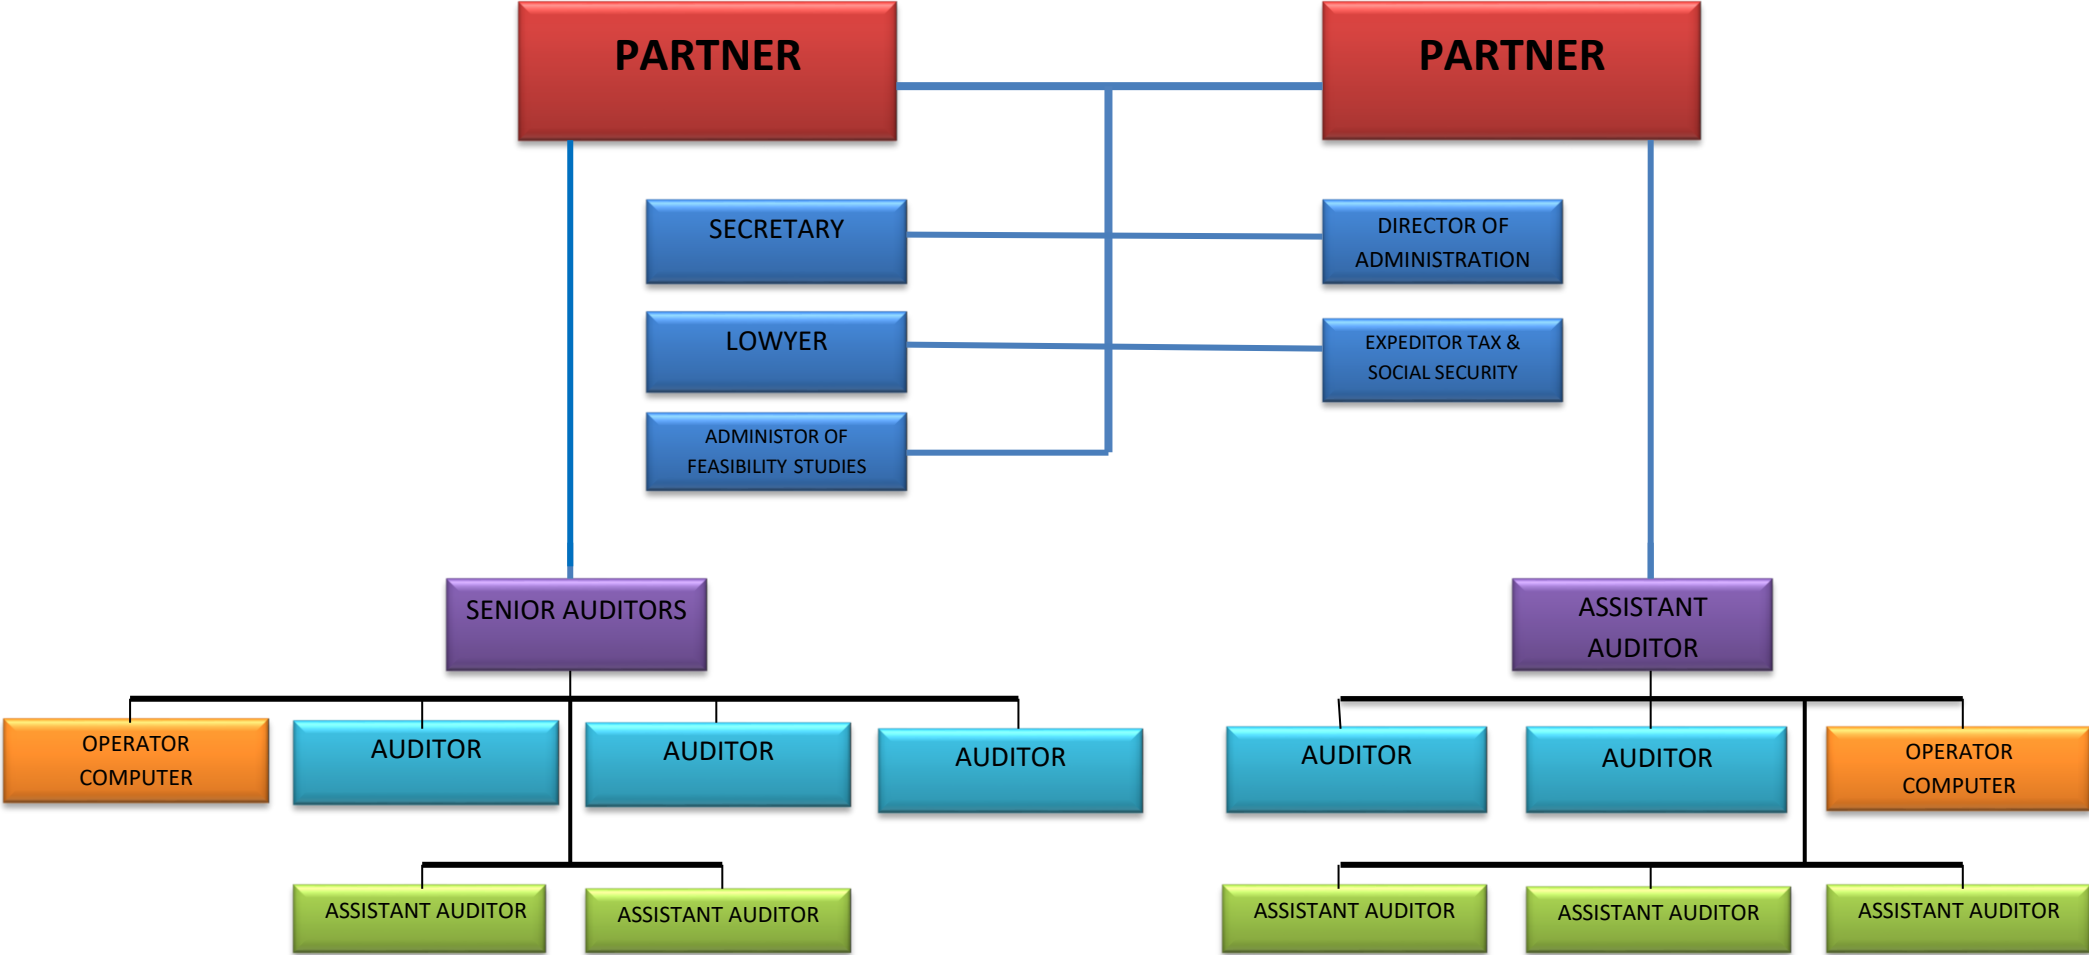 PARTNER
PARTNER
SECRETARY
DIRECTOR OF
ADMINISTRATION
LOWYER
EXPEDITOR TAX &
SOCIAL SECURITY
ADMINISTOR OF
FEASIBILITY STUDIES
SENIOR AUDITORS
ASSISTANT
AUDITOR
OPERATOR
COMPUTER
AUDITOR
AUDITOR
AUDITOR
AUDITOR
AUDITOR
OPERATOR
COMPUTER
ASSISTANT AUDITOR
ASSISTANT AUDITOR
ASSISTANT AUDITOR
ASSISTANT AUDITOR
ASSISTANT AUDITOR